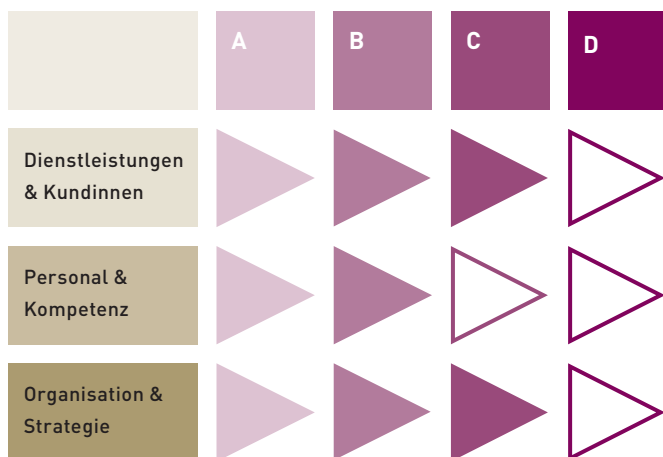 A B C D
Dienstleistungen
& Kundinnen
Personal &
Kompetenz
Organisation &
Strategie